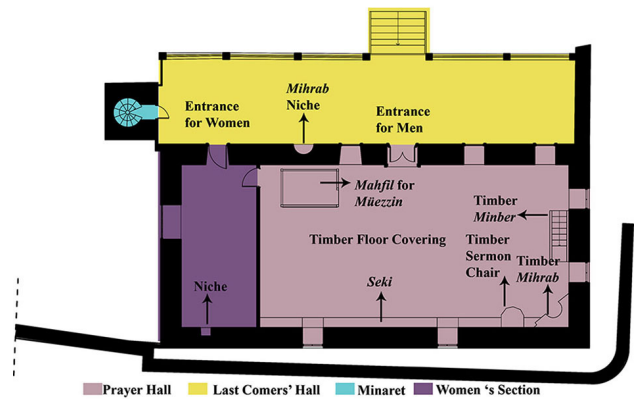 Entrance
for Women
Mihrab
Niche
Entrance
for Men
Mahfil for
Müezzin
Timber
Minber
Timber Floor Covering
Timber
Sermon
Chair
Timber
Mihrab
Niche
Seki
Prayer Hall
Last Comers' Hall
Minaret
Women 's Section